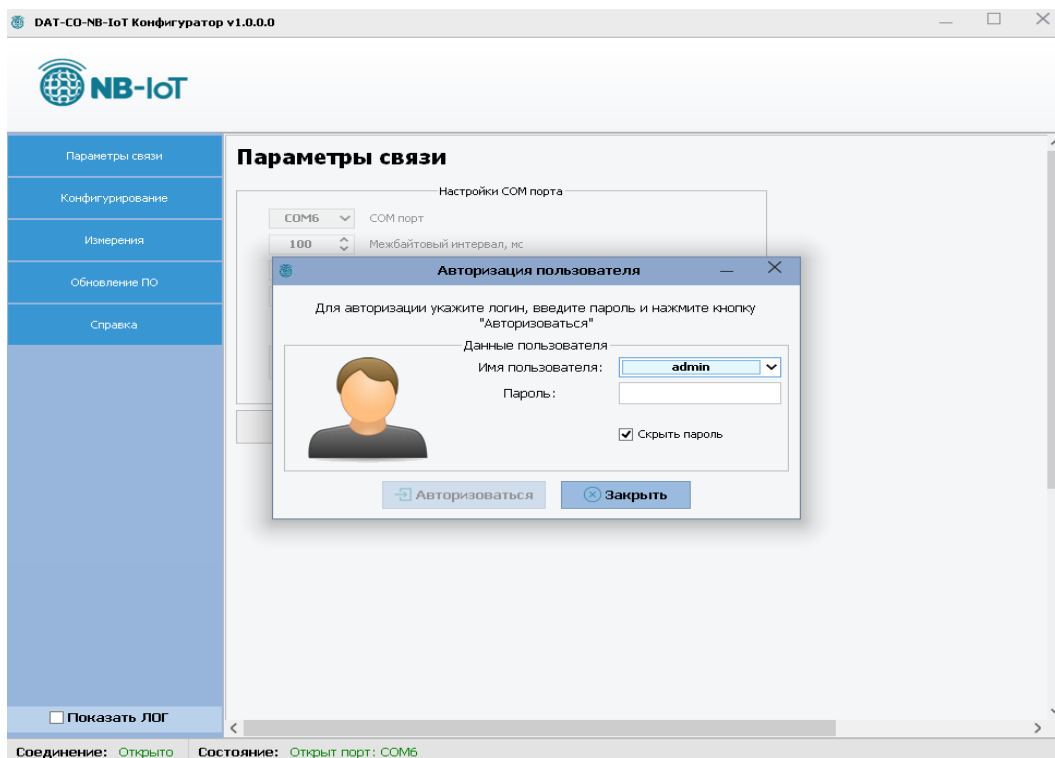 DAT-CO-NB-IoT Конфигуратор v1.0.0.0
NB-IoT
Параметры связи
Конфигурирование
Измерения
Обновление ПО
Справка
Параметры связи
Настройки COM порта
COM6 COM порт
100 Межбайтовый интервал, мс
Авторизация пользователя
Для авторизации укажите логин, введите пароль и нажмите кнопку
"Авторизоваться"
Данные пользователя
Имя пользователя: admin
Пароль:
Скрыть пароль
Авторизоваться Закрыть
Показать ЛОГ
Соединение: Открыто Состояние: Открыт порт: COM6